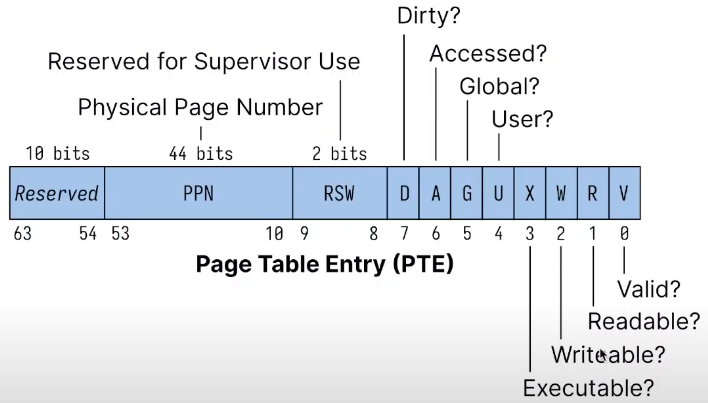 Dirty?
Reserved for Supervisor Use
Accessed?
Physical Page Number
Global?
User?
10 bits 44 bits 2 bits
Reserved PPN RSW D A G U X W R V
63 54 53 10 9 8 7 6 5 4 3 2 1 0
Page Table Entry (PTE)
Valid?
Readable?
Writeable?
Executable?